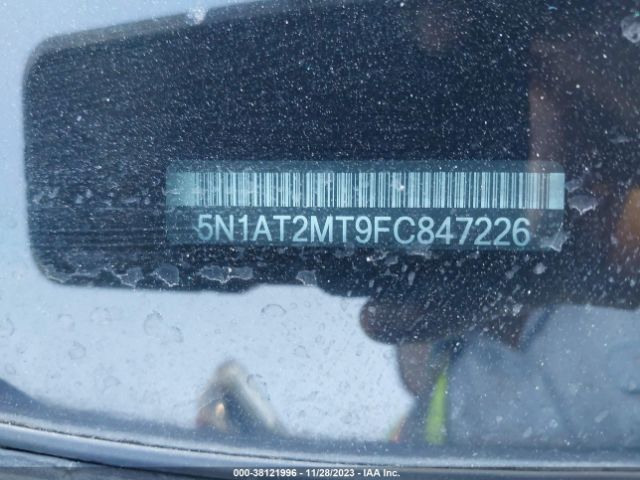 5N1AT2MT9FC847226
000-38121996 - 11/28/2023 - IAA Inc.